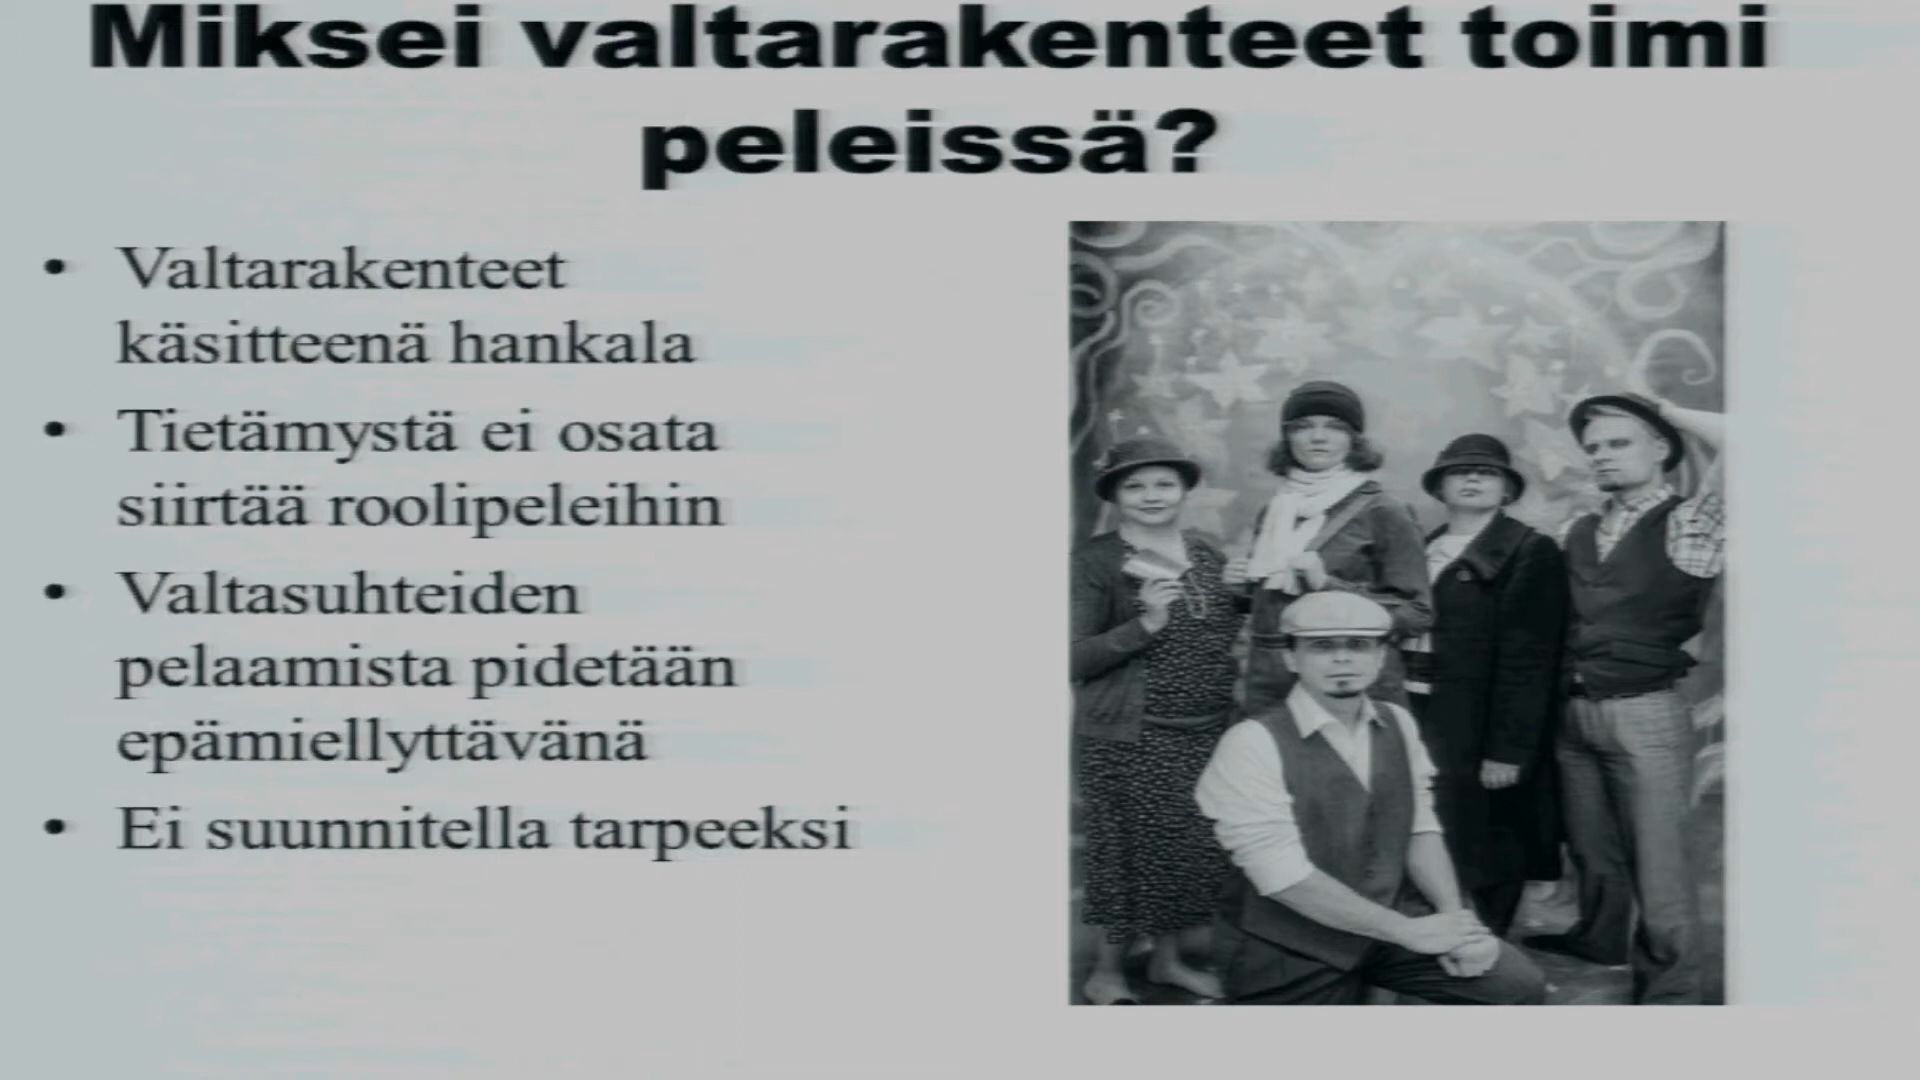 Miksei valtarakenteet toimi
peleissä?
• Valtarakenteet
käsitteenä hankala
• Tietämystä ei osata
siirtää roolipeleihin
• Valtasuhteiden
pelaamista pidetään
epämiellyttävänä
• Ei suunnitella tarpeeksi